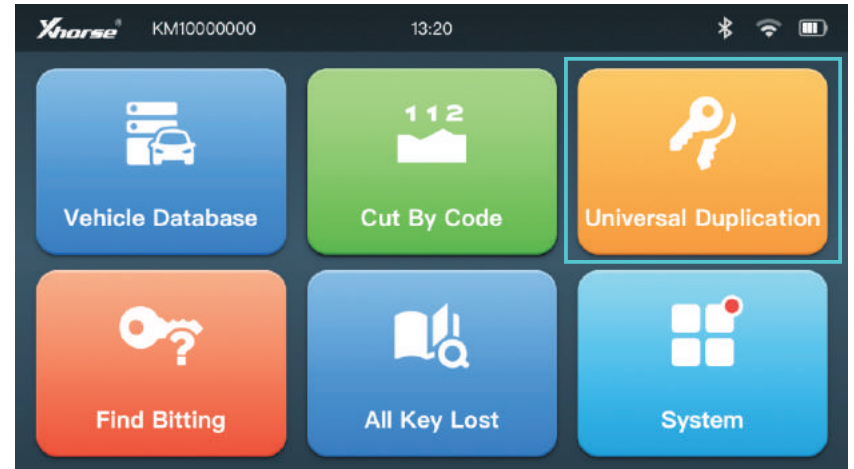 Xhorse® KM10000000 13:20
Vehicle Database
112
Cut By Code
Universal Duplication
Find Bitting
All Key Lost
System